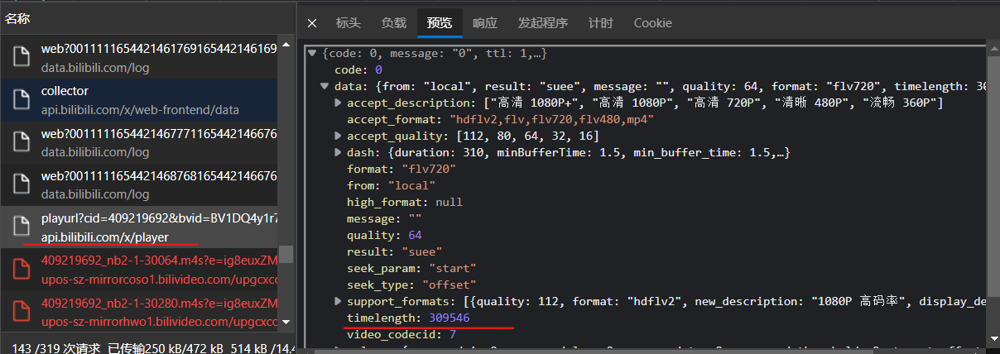 名称
标头 负载 预览 响应 发起程序 计时 Cookie
web?001111165442146176916544214616​9
data.bilibili.com/log
collector
api.bilibili.com/x/web-frontend/data
web?0011111654421467771165442146676
data.bilibili.com/log
web?0011111654421468768165442146676
data.bilibili.com/log
playurl?cid=409219692&bvid=BV1DQ4y1r7
api.bilibili.com/x/player
409219692_nb2-1-30064.m4s?e=ig8euxZM
upos-sz-mirrorcoso1.bilivideo.com/upgcxco
409219692_nb2-1-30280.m4s?e=ig8euxZM
upos-sz-mirrorhwo1.bilivideo.com/upgcxco
143 /319 次请求 已传输250 kB/472 kB 514 kB /14.4
{code: 0, message: "0", ttl: 1,…}
code: 0
data: {from: "local", result: "suee", message: "", quality: 64, format: "flv720", timelength: 30
accept_description: ["高清 1080P+", "高清 1080P", "高清 720P", "清晰 480P", "流畅 360P"]
accept_format: "hdflv2,flv,flv720,flv480,mp4"
accept_quality: [112, 80, 64, 32, 16]
dash: {duration: 310, minBufferTime: 1.5, min_buffer_time: 1.5,…}
format: "flv720"
from: "local"
high_format: null
message: ""
quality: 64
result: "suee"
seek_param: "start"
seek_type: "offset"
support_formats: [{quality: 112, format: "hdflv2", new_description: "1080P 高码率", display_de
timelength: 309546
video_codecid: 7